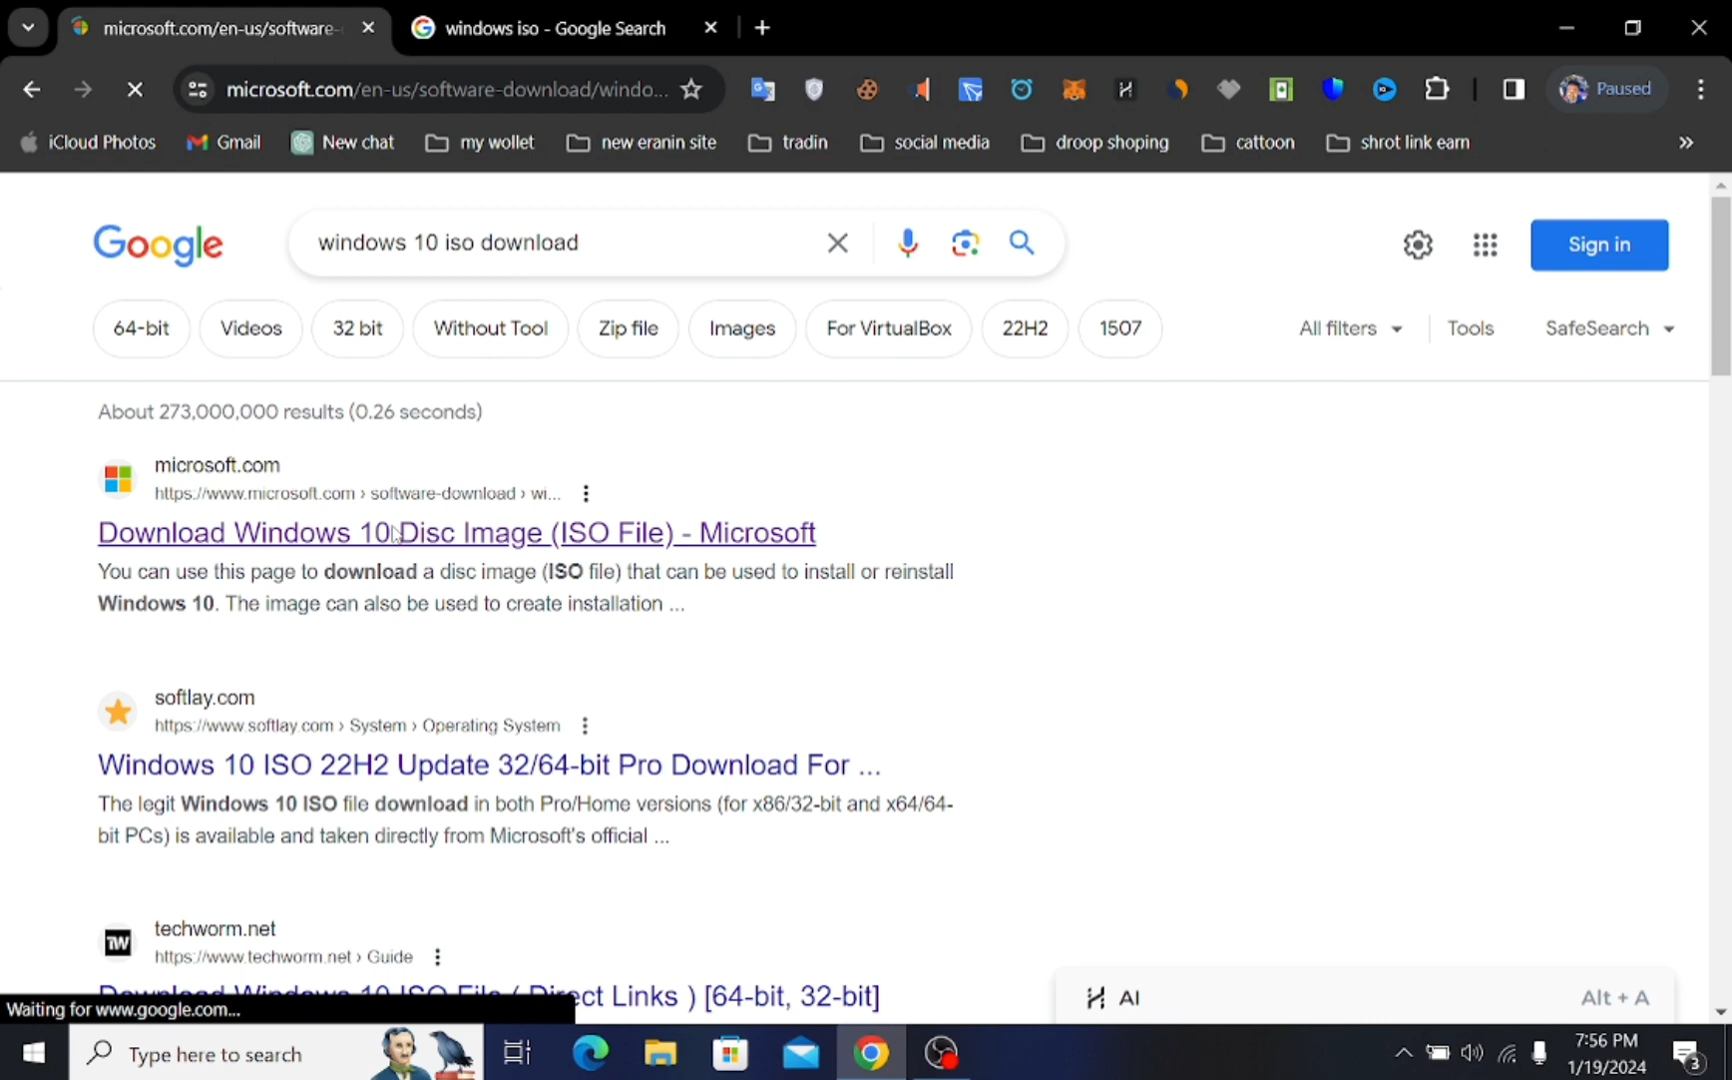 microsoft.com/en-us/software-
windows iso - Google Search
microsoft.com/en-us/software-download/windo...
Paused
iCloud Photos
Gmail
New chat
my wollet
new eranin site
tradin
social media
droop shoping
cattoon
shrot link earn
Google
windows 10 iso download
Sign in
64-bit
Videos
32 bit
Without Tool
Zip file
Images
For VirtualBox
22H2
1507
All filters
Tools
SafeSearch
About 273,000,000 results (0.26 seconds)
microsoft.com
https://www.microsoft.com › software-download › wi...
Download Windows 10 Disc Image (ISO File) - Microsoft
You can use this page to download a disc image (ISO file) that can be used to install or reinstall
Windows 10. The image can also be used to create installation ...
softlay.com
https://www.softlay.com › System › Operating System
Windows 10 ISO 22H2 Update 32/64-bit Pro Download For ...
The legit Windows 10 ISO file download in both Pro/Home versions (for x86/32-bit and x64/64-
bit PCs) is available and taken directly from Microsoft's official ...
TW
techworm.net
https://www.techworm.net › Guide
Download Windows 10 ISO File ( Direct Links ) [64-bit, 32-bit]
AI
Alt + A
Waiting for www.google.com...
Type here to search
7:56 PM
1/19/2024
3